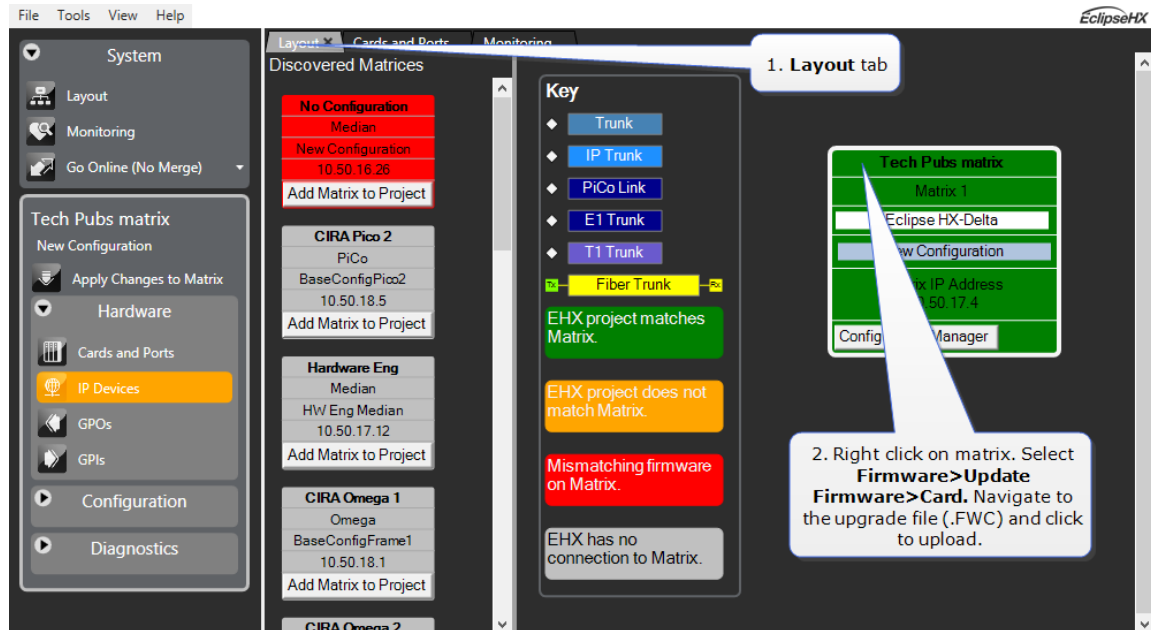 File Tools View Help
EclipseHX
System
Layout
Monitoring
Go Online (No Merge)
Tech Pubs matrix
New Configuration
Apply Changes to Matrix
Hardware
Cards and Ports
IP Devices
GPOs
GPIs
Configuration
Diagnostics
Layout Cards and Ports Monitoring
Discovered Matrices
No Configuration
Median
New Configuration
10.50.16.26
Add Matrix to Project
CIRA Pico 2
PiCo
BaseConfigPico2
10.50.18.5
Add Matrix to Project
Hardware Eng
Median
HW Eng Median
10.50.17.12
Add Matrix to Project
CIRA Omega 1
Omega
BaseConfigFrame1
10.50.18.1
Add Matrix to Project
CIRA Omega 2
Key
Trunk
IP Trunk
PiCo Link
E1 Trunk
T1 Trunk
Tx Fiber Trunk Rx
EHX project matches
Matrix.
EHX project does not
match Matrix.
Mismatching firmware
on Matrix.
EHX has no
connection to Matrix.
1. Layout tab
Tech Pubs matrix
Matrix 1
Eclipse HX-Delta
Configuration
IP Address
.50.17.4
Manager
2. Right click on matrix. Select
Firmware>Update
Firmware>Card. Navigate to
the upgrade file (.FWC) and click
to upload.